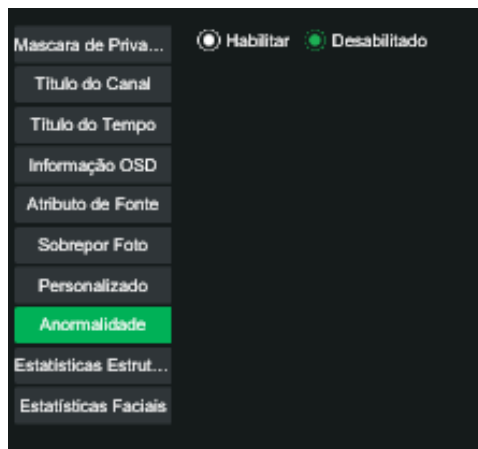 Mascara de Priva...
Habilitar Desabilitado
Título do Canal
Título do Tempo
Informação OSD
Atributo de Fonte
Sobrepor Foto
Personalizado
Anormalidade
Estatísticas Estrut...
Estatísticas Faciais